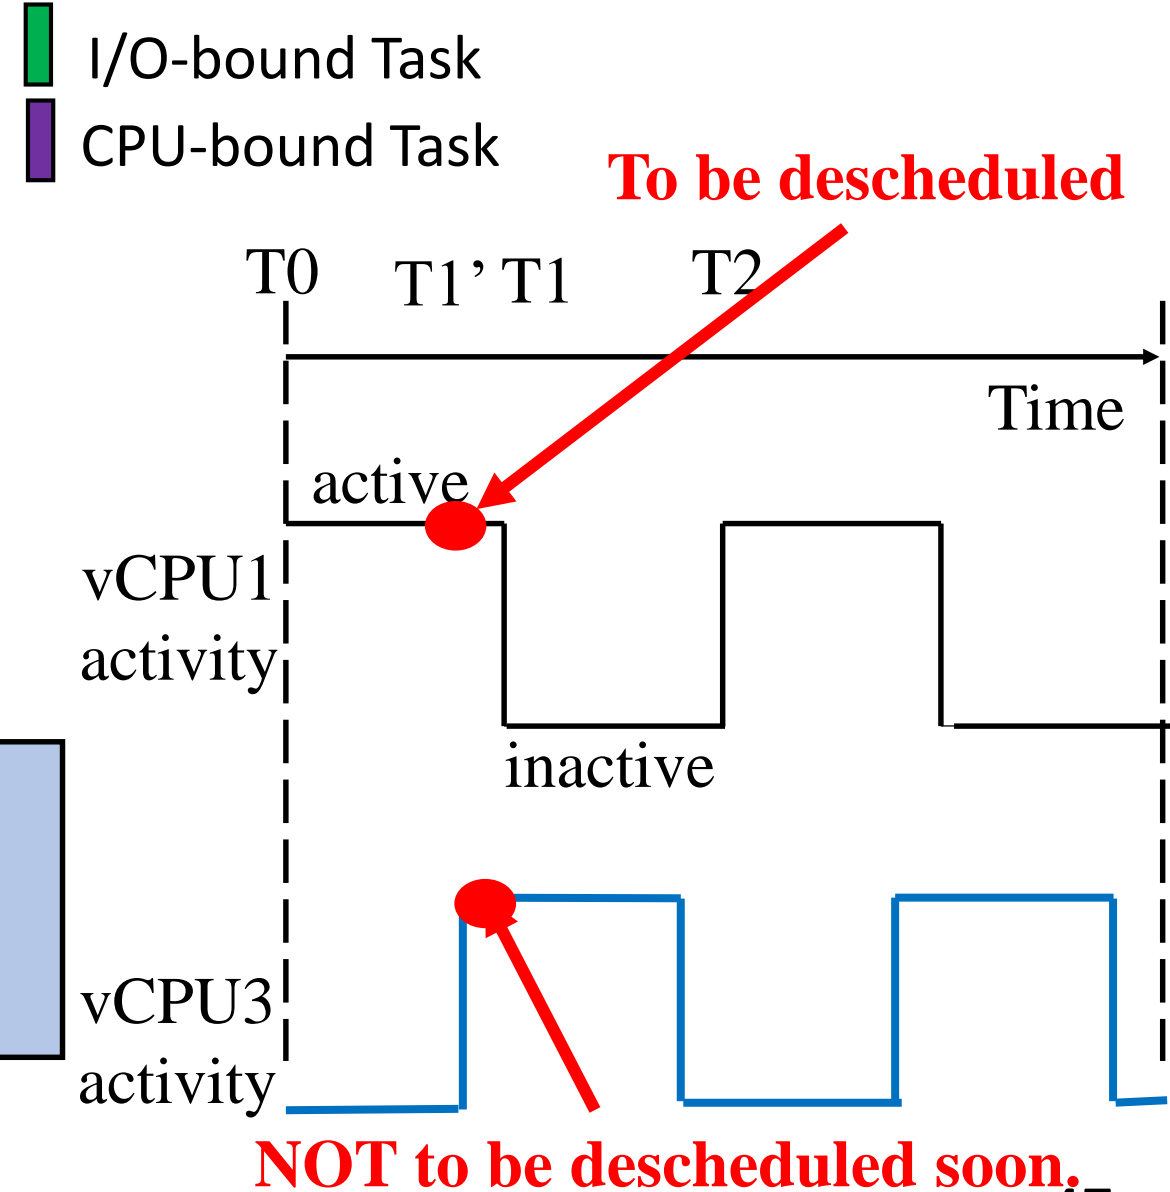 I/O-bound Task
CPU-bound Task
To be descheduled
T0
T1’
T1
T2
Time
active
vCPU1
activity
inactive
vCPU3
activity
NOT to be descheduled soon.